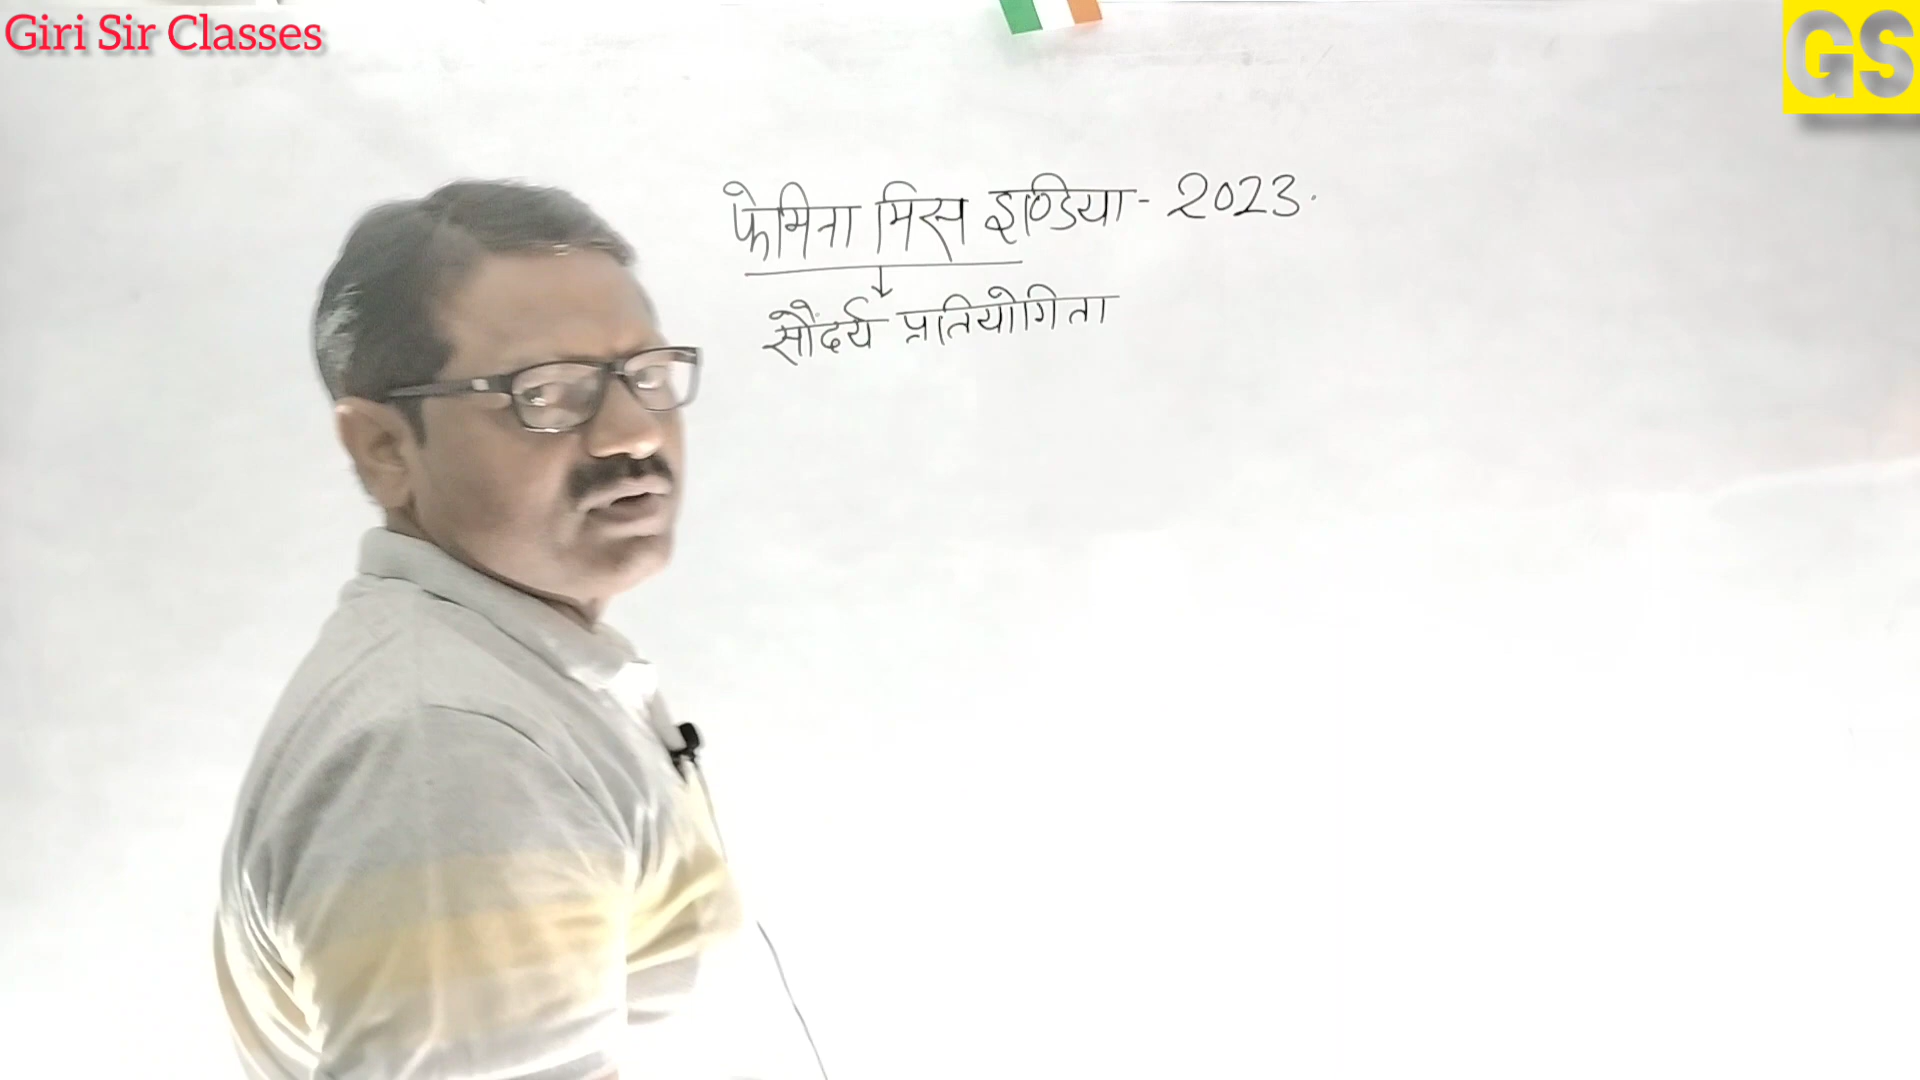 Giri Sir Classes
GS
फेमिना मिस इण्डिया - 2023.
सौंदर्य प्रतियोगिता